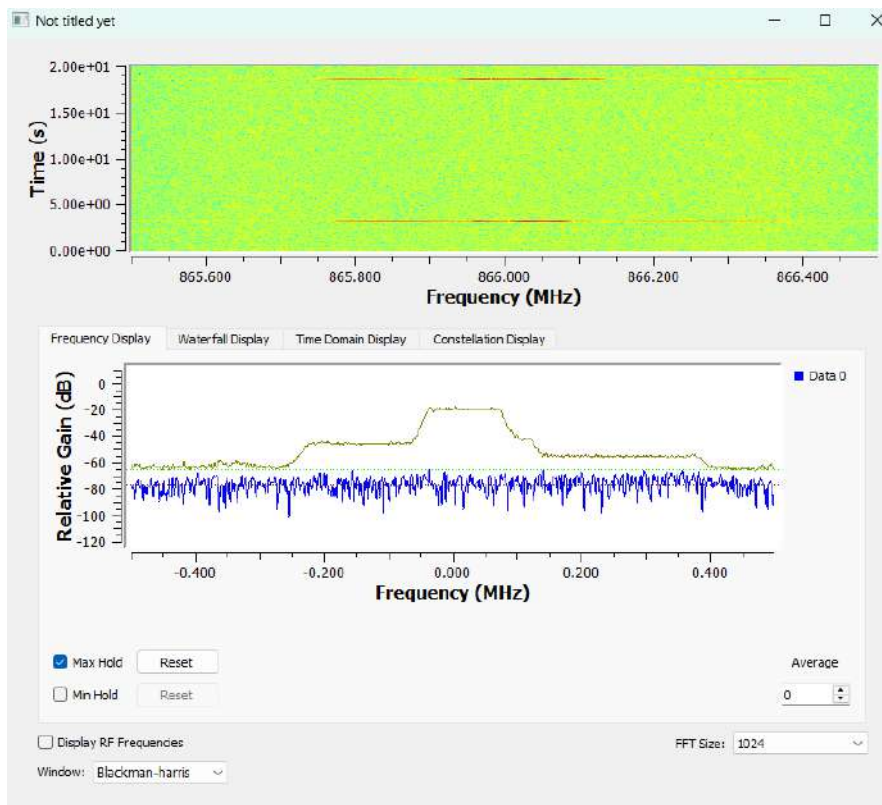 Not titled yet
Time (s)
2.00e+01
1.50e+01
1.00e+01
5.00e+00
0.00e+00
865.600 865.800 866.000 866.200 866.400
Frequency (MHz)
Frequency Display Waterfall Display Time Domain Display Constellation Display
Relative Gain (dB)
0
-20
-40
-60
-80
-100
-120
Data 0
-0.400 -0.200 0.000 0.200 0.400
Frequency (MHz)
Max Hold Reset Average
Min Hold Reset 0
Display RF Frequencies FFT Size: 1024
Window: Blackman-harris